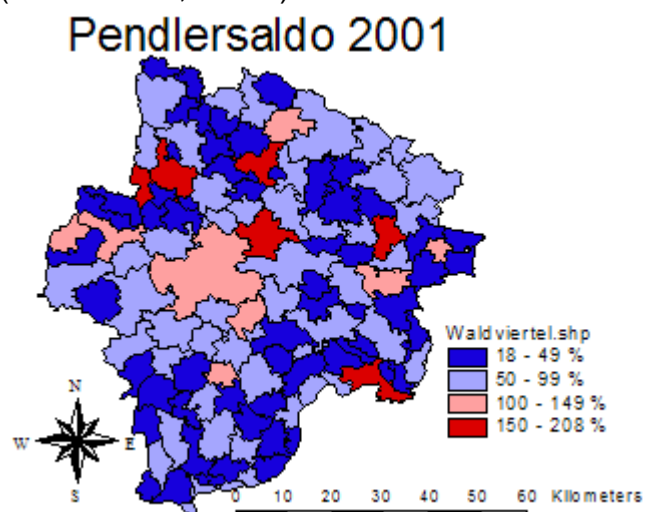 Pendlersaldo 2001
Waldviertel.shp
18 - 49 %
50 - 99 %
100 - 149 %
150 - 208 %
N
W E
S
0 10 20 30 40 50 60 Kilometers